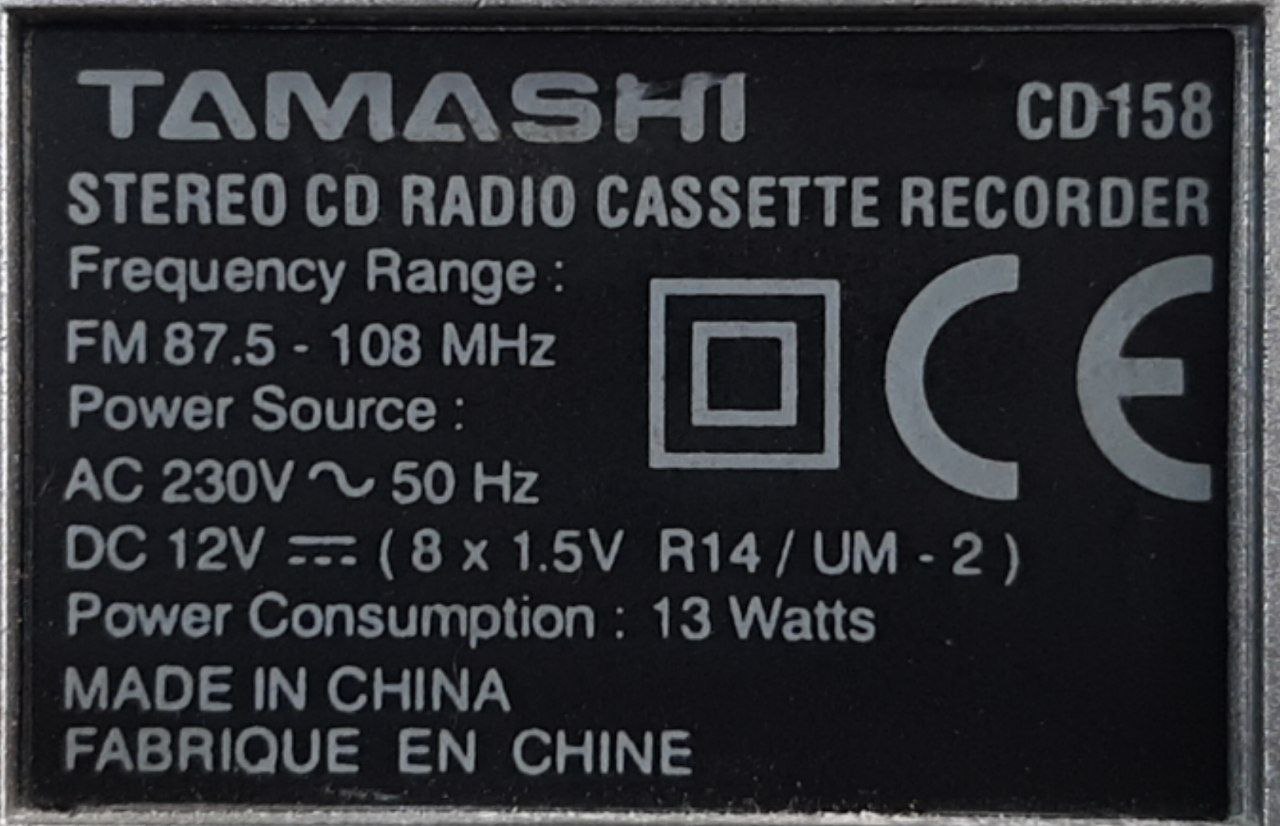 TAMASHI CD158
STEREO CD RADIO CASSETTE RECORDER
Frequency Range :
FM 87.5 - 108 MHz
Power Source :
AC 230V ~ 50 Hz
DC 12V ⎓ ( 8 x 1.5V R14 / UM - 2 )
Power Consumption : 13 Watts
MADE IN CHINA
FABRIQUE EN CHINE
CE